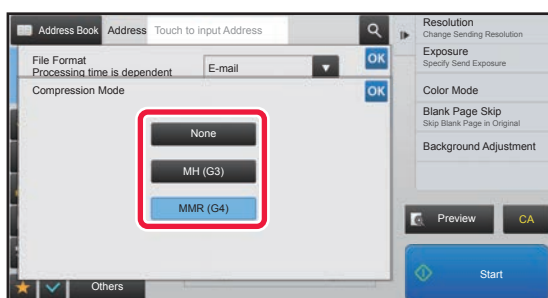 Address Book Address Touch to input Address
File Format
Processing time is dependent
E-mail
OK
Compression Mode
OK
None
MH (G3)
MMR (G4)
Others
Resolution
Change Sending Resolution
Exposure
Specify Send Exposure
Color Mode
Blank Page Skip
Skip Blank Page in Original
Background Adjustment
Preview
CA
Start